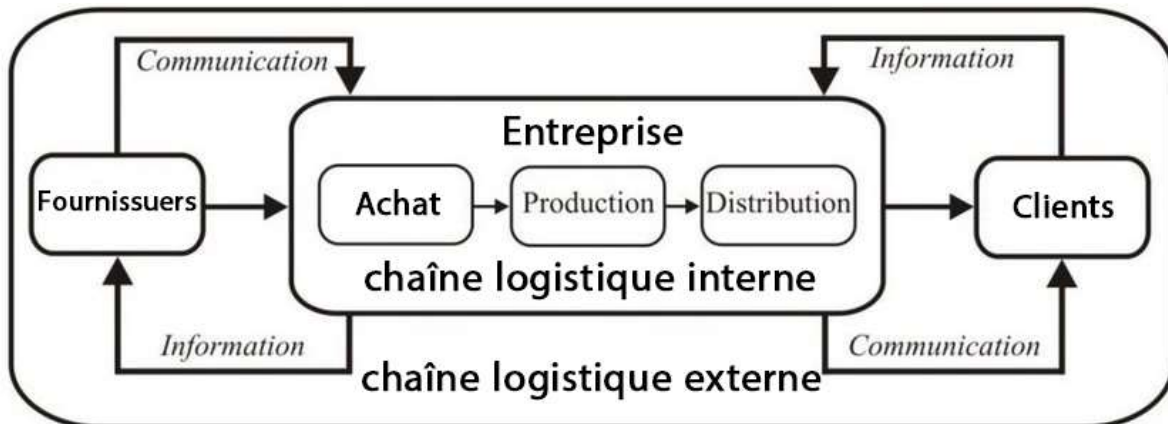 Communication
Information
Entreprise
Fournissuers
Achat
Production
Distribution
Clients
chaîne logistique interne
Information
Communication
chaîne logistique externe